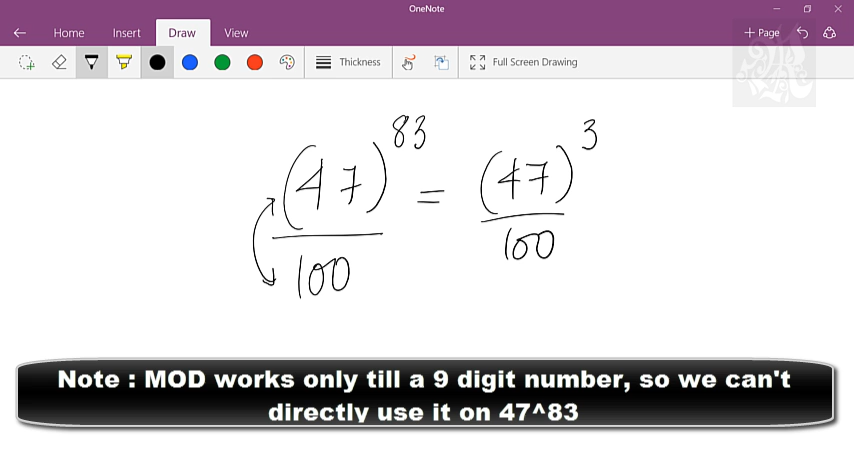 OneNote
Home Insert Draw View + Page
Thickness Full Screen Drawing
(47)^83 / 100 = (47)^3 / 100
Note : MOD works only till a 9 digit number, so we can't
directly use it on 47^83